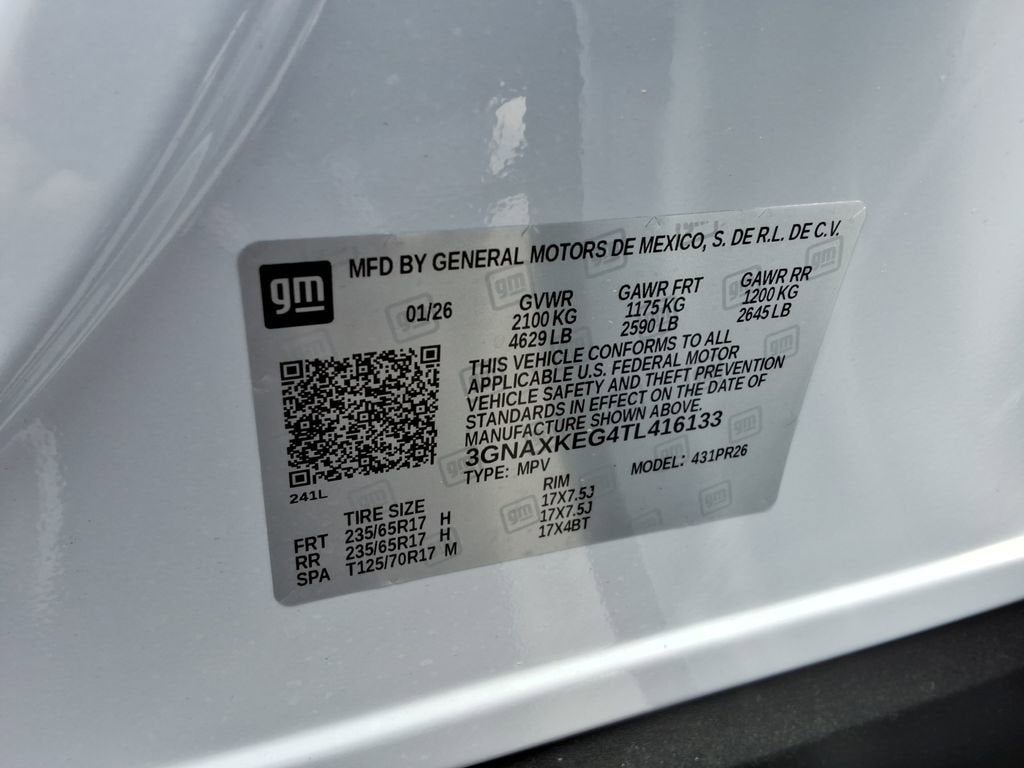 gm
MFD BY GENERAL MOTORS DE MEXICO, S. DE R.L. DE C.V.
01/26 GVWR GAWR FRT GAWR RR
2100 KG 1175 KG 1200 KG
4629 LB 2590 LB 2645 LB
THIS VEHICLE CONFORMS TO ALL
APPLICABLE U.S. FEDERAL MOTOR
VEHICLE SAFETY AND THEFT PREVENTION
STANDARDS IN EFFECT ON THE DATE OF
MANUFACTURE SHOWN ABOVE.
3GNAXKEG4TL416133
TYPE: MPV MODEL: 431PR26
241L
TIRE SIZE RIM
FRT 235/65R17 H 17X7.5J
RR 235/65R17 H 17X7.5J
SPA T125/70R17 M 17X4BT